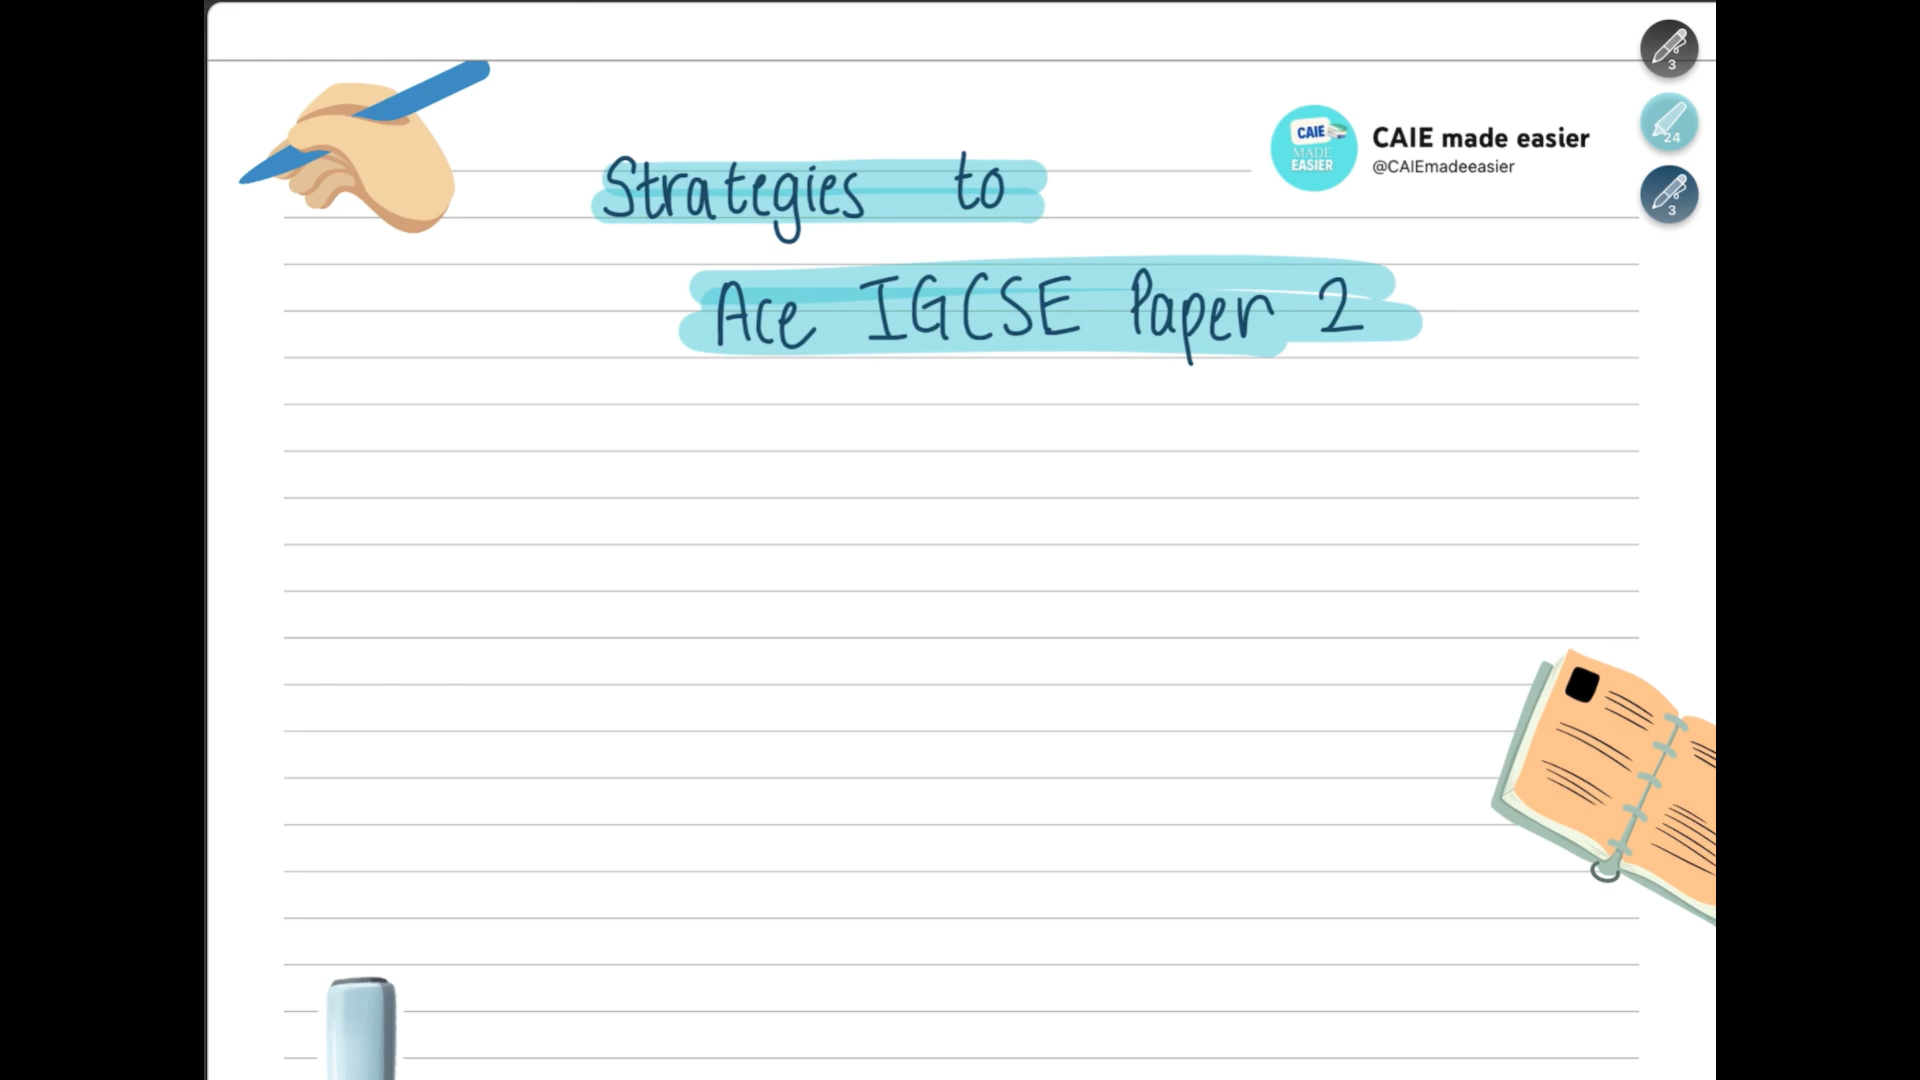 3
CAIE
MADE
EASIER
CAIE made easier
@CAIEmadeeasier
24
Strategies to
3
Ace IGCSE Paper 2